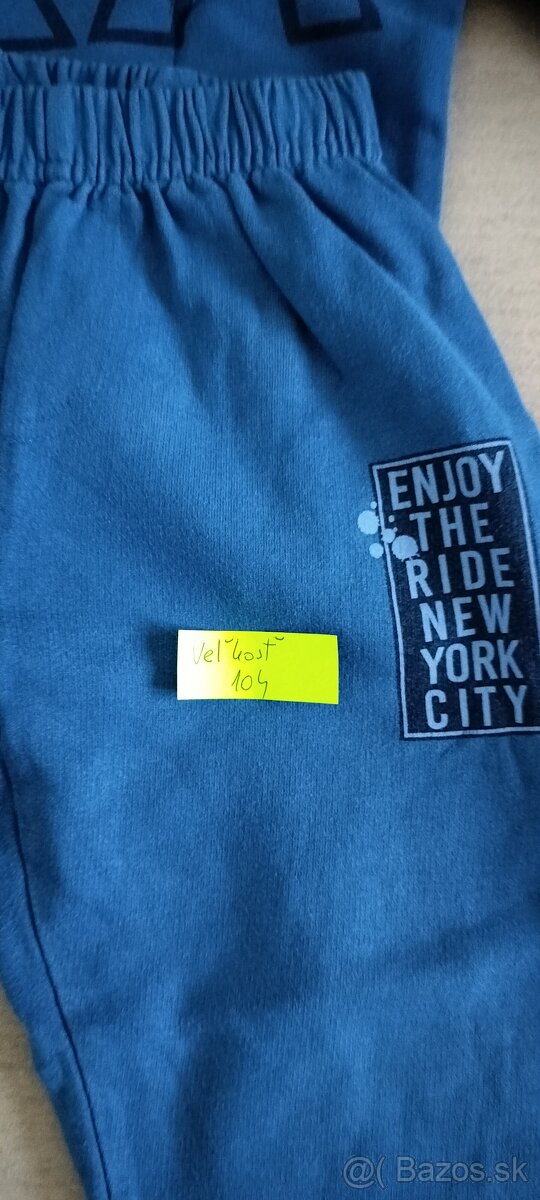 ENJOY
THE
RIDE
NEW
YORK
CITY
Veľkosť
104
@ Bazos.sk